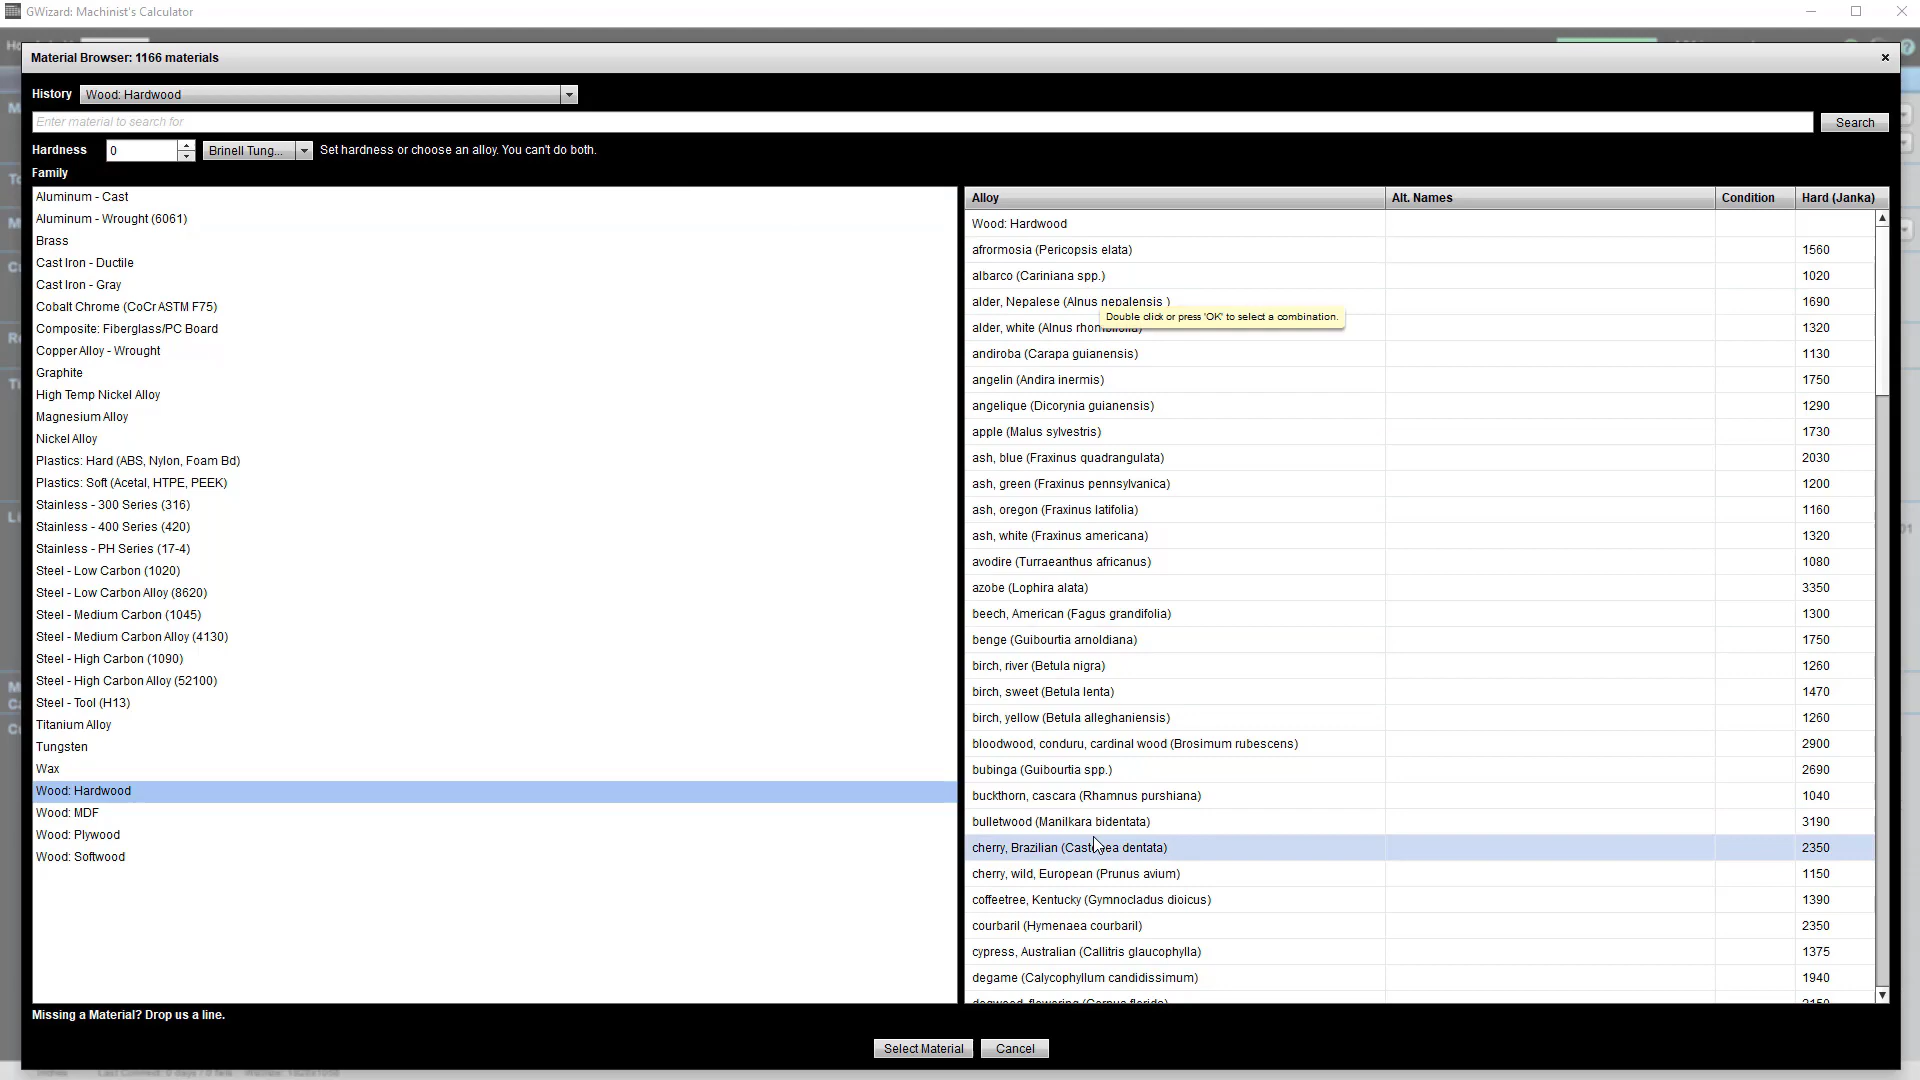 GWizard: Machinist's Calculator
Material Browser: 1166 materials
History Wood: Hardwood
Enter material to search for
Search
Hardness 0 Brinell Tung... Set hardness or choose an alloy. You can't do both.
Family
Aluminum - Cast
Aluminum - Wrought (6061)
Brass
Cast Iron - Ductile
Cast Iron - Gray
Cobalt Chrome (CoCr ASTM F75)
Composite: Fiberglass/PC Board
Copper Alloy - Wrought
Graphite
High Temp Nickel Alloy
Magnesium Alloy
Nickel Alloy
Plastics: Hard (ABS, Nylon, Foam Bd)
Plastics: Soft (Acetal, HTPE, PEEK)
Stainless - 300 Series (316)
Stainless - 400 Series (420)
Stainless - PH Series (17-4)
Steel - Low Carbon (1020)
Steel - Low Carbon Alloy (8620)
Steel - Medium Carbon (1045)
Steel - Medium Carbon Alloy (4130)
Steel - High Carbon (1090)
Steel - High Carbon Alloy (52100)
Steel - Tool (H13)
Titanium Alloy
Tungsten
Wax
Wood: Hardwood
Wood: MDF
Wood: Plywood
Wood: Softwood
Alloy Alt. Names Condition Hard (Janka)
Wood: Hardwood
afrormosia (Pericopsis elata) 1560
albarco (Cariniana spp.) 1020
alder, Nepalese (Alnus nepalensis ) 1690
Double click or press 'OK' to select a combination.
alder, white (Alnus rhombifolia) 1320
andiroba (Carapa guianensis) 1130
angelin (Andira inermis) 1750
angelique (Dicorynia guianensis) 1290
apple (Malus sylvestris) 1730
ash, blue (Fraxinus quadrangulata) 2030
ash, green (Fraxinus pennsylvanica) 1200
ash, oregon (Fraxinus latifolia) 1160
ash, white (Fraxinus americana) 1320
avodire (Turraeanthus africanus) 1080
azobe (Lophira alata) 3350
beech, American (Fagus grandifolia) 1300
benge (Guibourtia arnoldiana) 1750
birch, river (Betula nigra) 1260
birch, sweet (Betula lenta) 1470
birch, yellow (Betula alleghaniensis) 1260
bloodwood, conduru, cardinal wood (Brosimum rubescens) 2900
bubinga (Guibourtia spp.) 2690
buckthorn, cascara (Rhamnus purshiana) 1040
bulletwood (Manilkara bidentata) 3190
cherry, Brazilian (Castanea dentata) 2350
cherry, wild, European (Prunus avium) 1150
coffeetree, Kentucky (Gymnocladus dioicus) 1390
courbaril (Hymenaea courbaril) 2350
cypress, Australian (Callitris glaucophylla) 1375
degame (Calycophyllum candidissimum) 1940
dogwood, flowering (Cornus florida) 2150
Missing a Material? Drop us a line.
Select Material Cancel